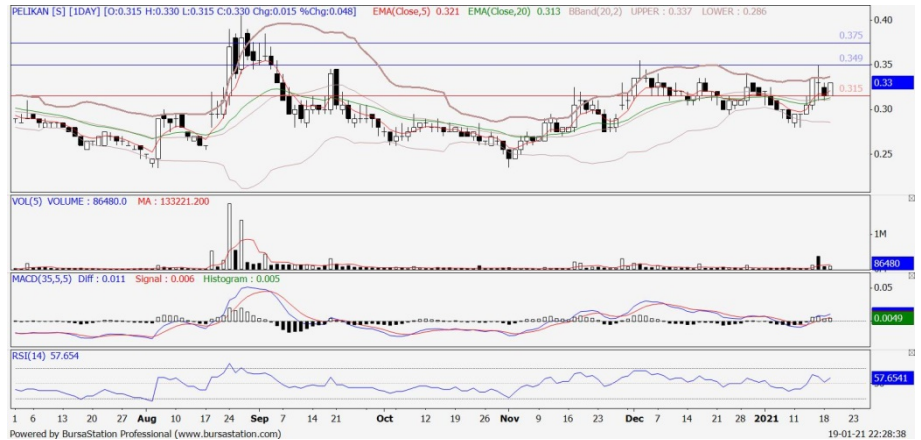 PELIKAN [S] [1DAY] [O:0.315 H:0.330 L:0.315 C:0.330 Chg:0.015 %Chg:0.048] EMA(Close,5) 0.321 EMA(Close,20) 0.313 BBand(20,2) UPPER : 0.337 LOWER : 0.286
0.40
0.375
0.349
0.35
0.33
0.315
0.30
0.25
VOL(5) VOLUME : 86480.0 MA : 133221.200
1M
86480
MACD(35,5,5) Diff : 0.011 Signal : 0.006 Histogram : 0.005
0.05
0.0049
RSI(14) 57.654
57.6541
1 6 13 20 27 Aug 10 17 24 Sep 7 14 21 Oct 12 19 26 Nov 9 16 23 Dec 7 14 21 28 2021 11 18 23
Powered by BursaStation Professional (www.bursastation.com) 19-01-21 22:28:38